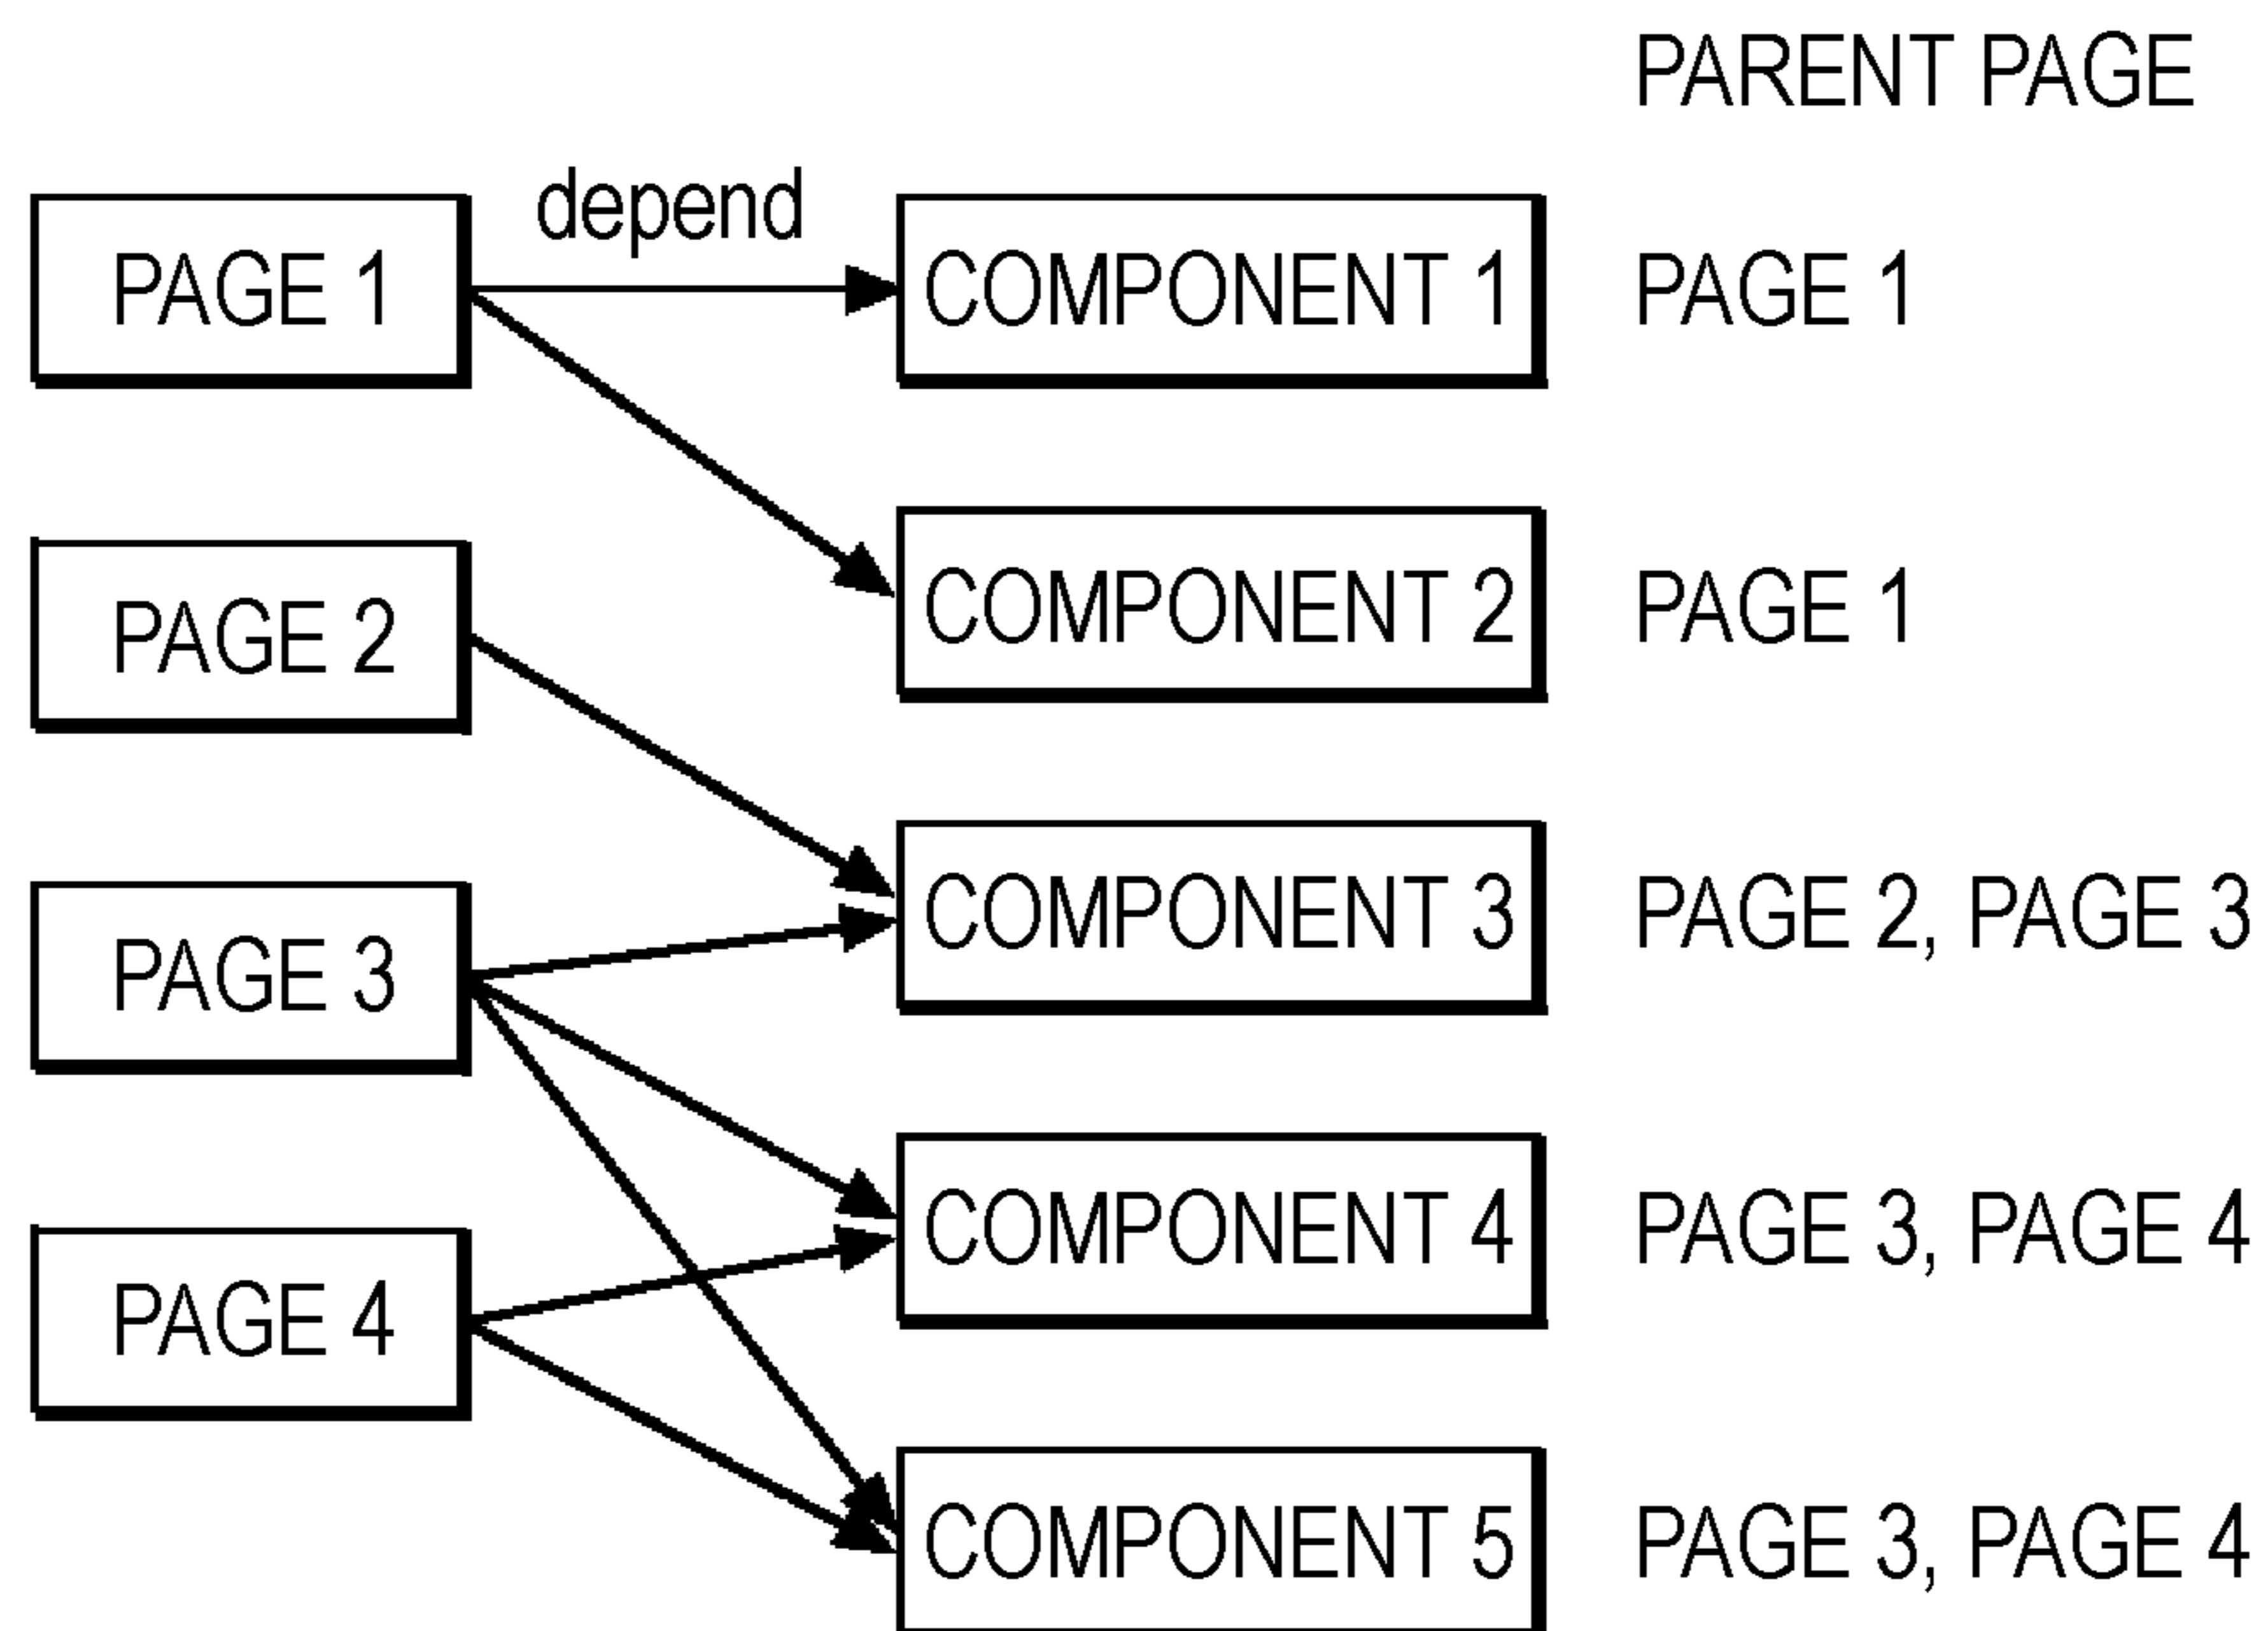 PARENT PAGE
depend
PAGE 1
COMPONENT 1
PAGE 1
COMPONENT 2
PAGE 1
PAGE 2
COMPONENT 3
PAGE 2, PAGE 3
PAGE 3
COMPONENT 4
PAGE 3, PAGE 4
PAGE 4
COMPONENT 5
PAGE 3, PAGE 4